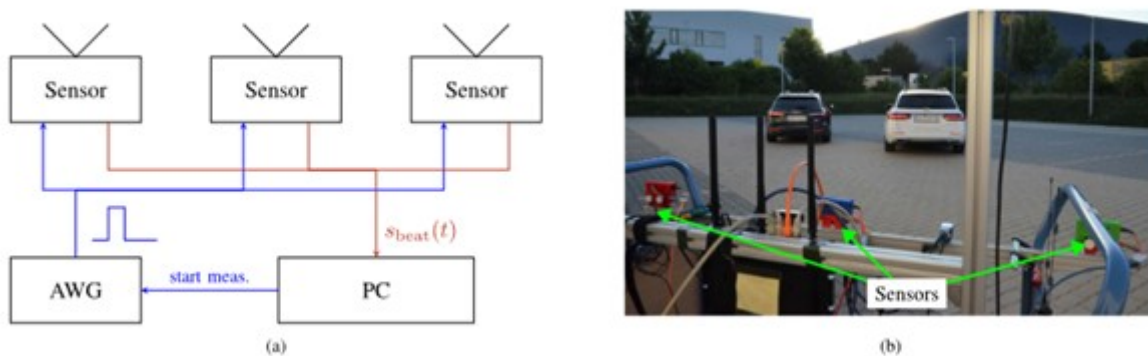 Sensor Sensor Sensor
s_beat(t)
start meas.
AWG PC
Sensors
(a) (b)